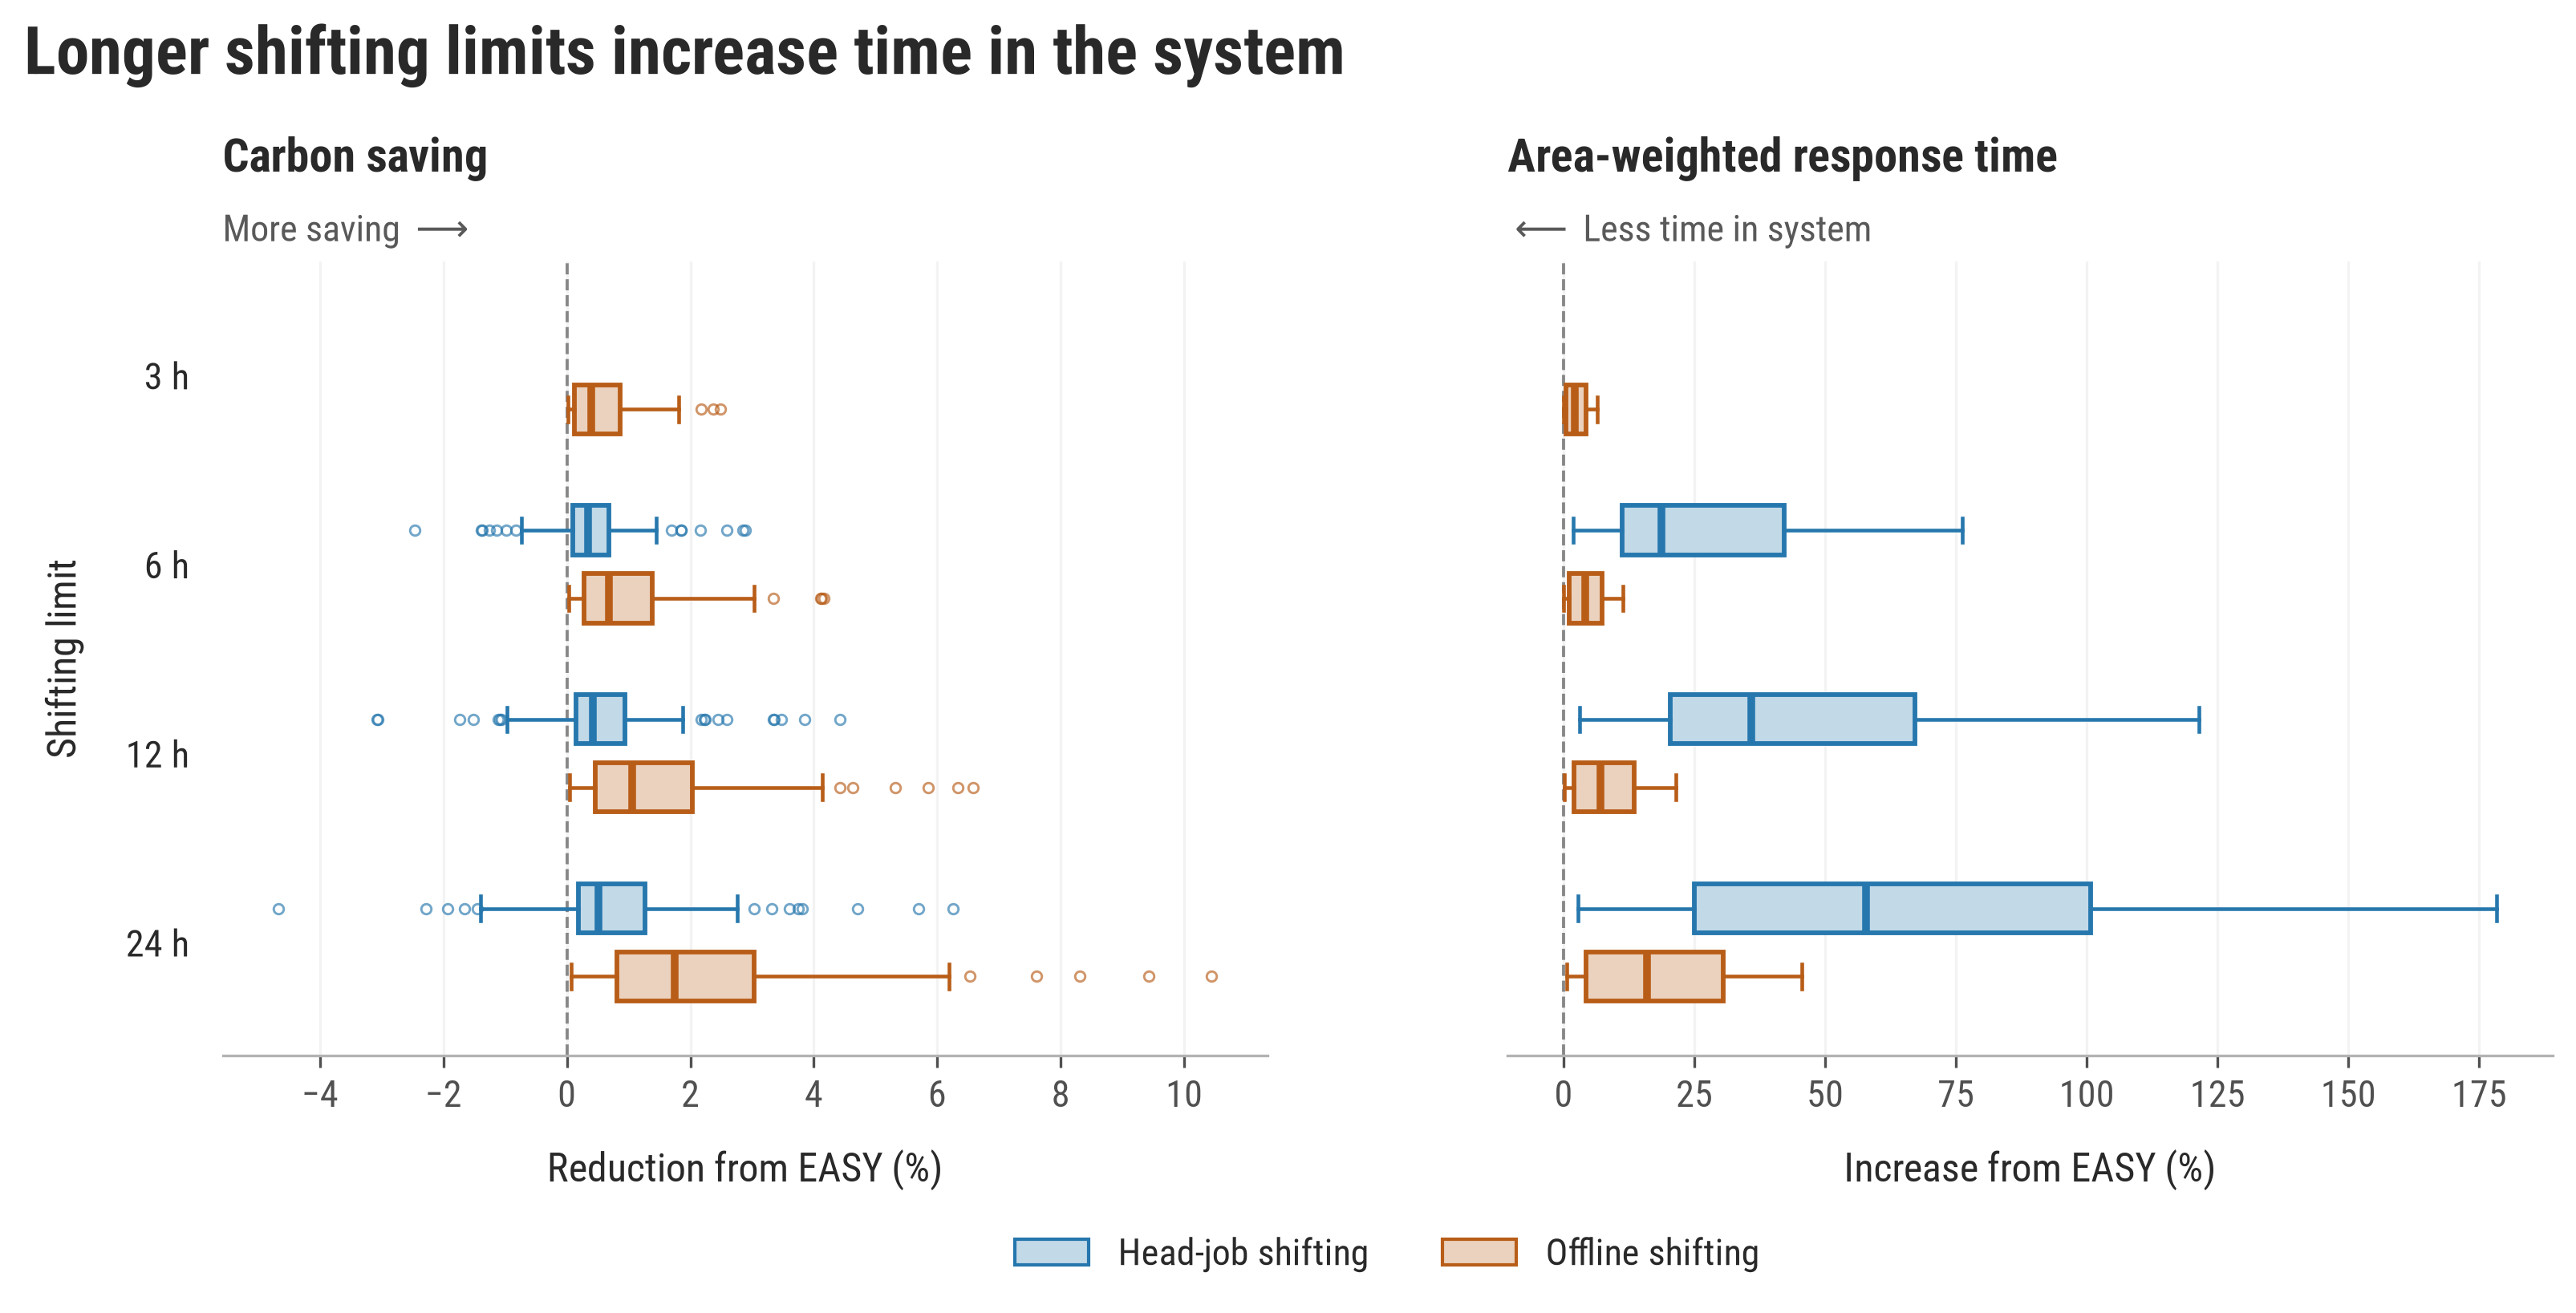 Longer shifting limits increase time in the system
Carbon saving
More saving →
Shifting limit
3 h
6 h
12 h
24 h
−4 −2 0 2 4 6 8 10
Reduction from EASY (%)
Area-weighted response time
← Less time in system
0 25 50 75 100 125 150 175
Increase from EASY (%)
Head-job shifting
Offline shifting